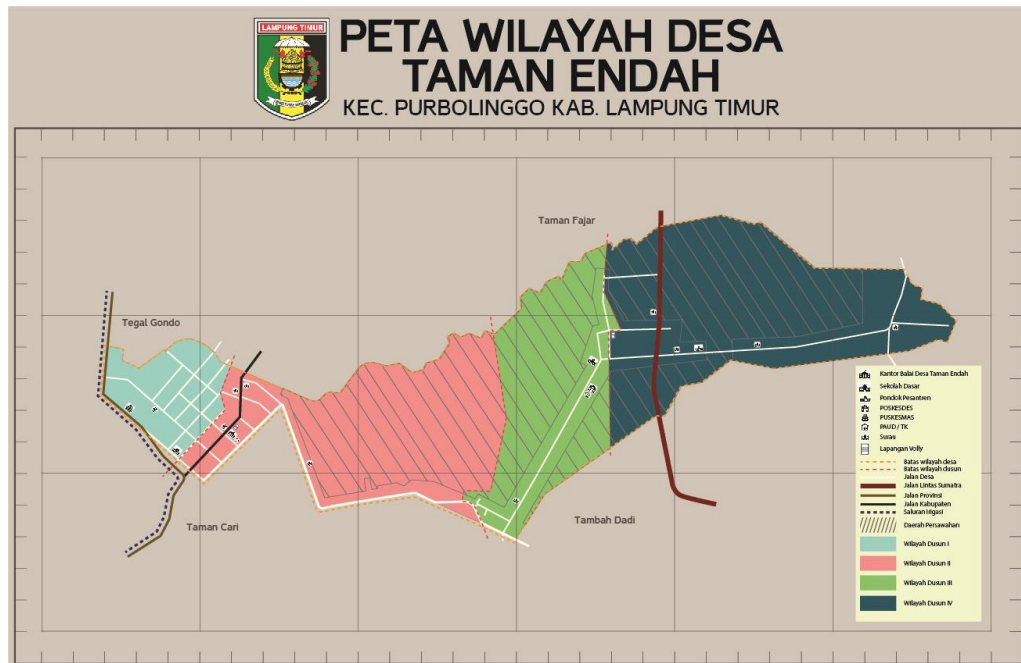 LAMPUNG TIMUR
PETA WILAYAH DESA
TAMAN ENDAH
KEC. PURBOLINGGO KAB. LAMPUNG TIMUR
Taman Fajar
Tegal Gondo
Taman Cari
Tambah Dadi
Kantor Balai Desa Taman Endah
Sekolah Dasar
Pondok Pesantren
POSKESDES
PUSKESMAS
PAUD / TK
Surau
Lapangan Volly
Batas wilayah desa
Batas wilayah dusun
Jalan Desa
Jalan Lintas Sumatra
Jalan Provinsi
Jalan Kabupaten
Saluran Irigasi
Daerah Persawahan
Wilayah Dusun I
Wilayah Dusun II
Wilayah Dusun III
Wilayah Dusun IV